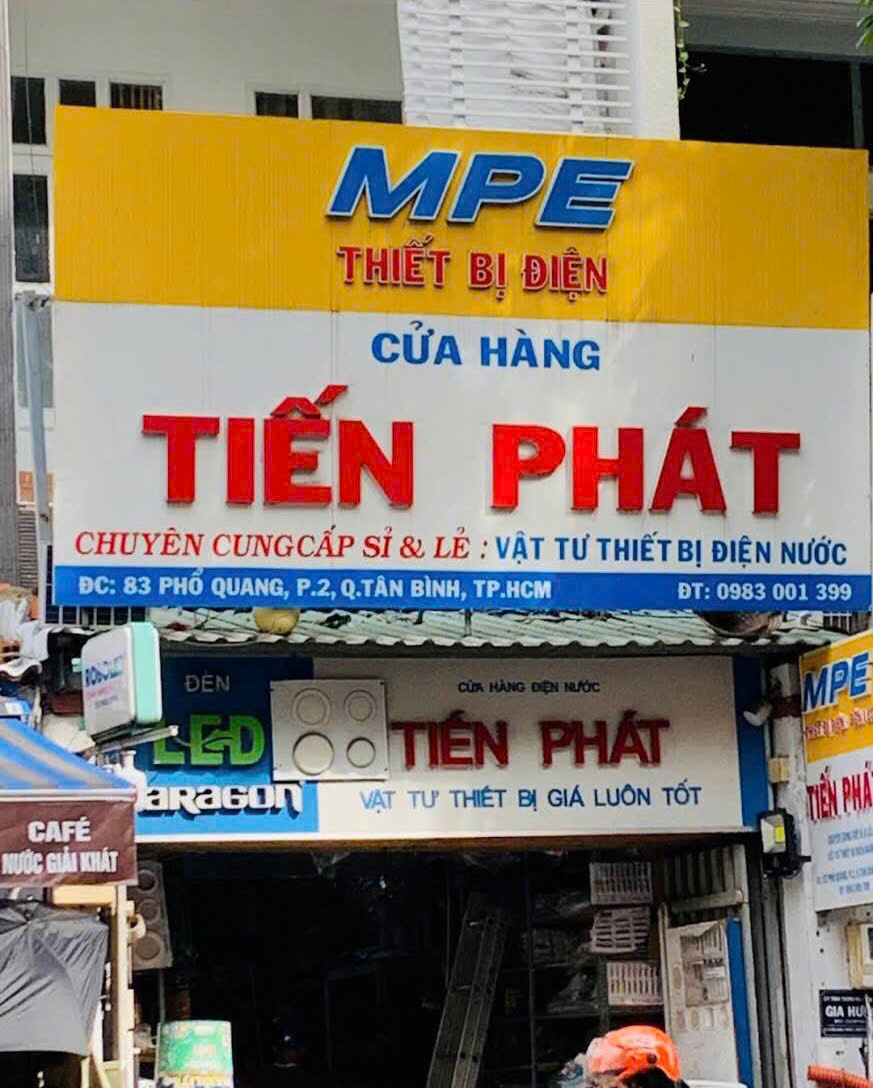 MPE
THIẾT BỊ ĐIỆN
CỬA HÀNG
TIẾN PHÁT
CHUYÊN CUNG CẤP SỈ & LẺ : VẬT TƯ THIẾT BỊ ĐIỆN NƯỚC
ĐC: 83 PHỔ QUANG, P.2, Q.TÂN BÌNH, TP.HCM ĐT: 0983 001 399
ĐÈN
LED
PARAGON
CỬA HÀNG ĐIỆN NƯỚC
TIẾN PHÁT
VẬT TƯ THIẾT BỊ GIÁ LUÔN TỐT
CAFÉ
NƯỚC GIẢI KHÁT
MPE
TIẾN PHÁ